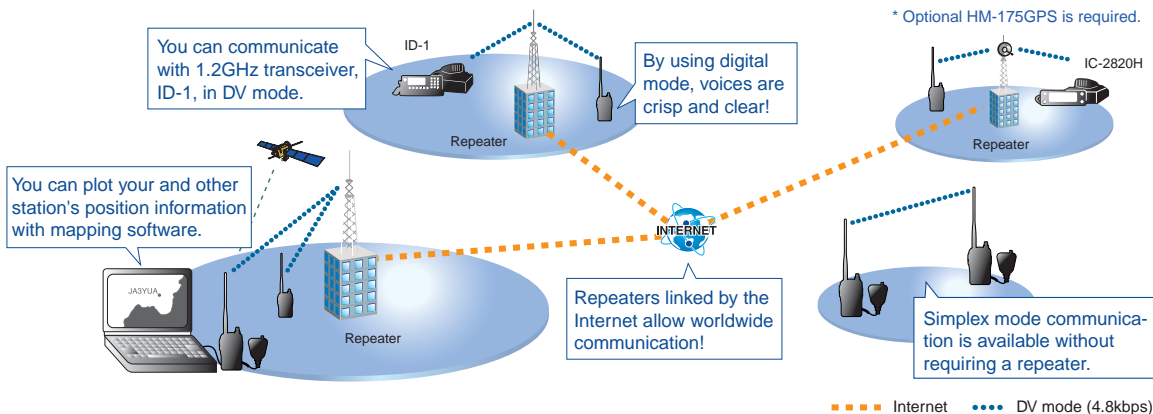 * Optional HM-175GPS is required.
You can communicate
with 1.2GHz transceiver,
ID-1, in DV mode.
ID-1
By using digital
mode, voices are
crisp and clear!
Repeater
IC-2820H
Repeater
You can plot your and other
station's position information
with mapping software.
JA3YUA
Repeater
INTERNET
Repeaters linked by the
Internet allow worldwide
communication!
Simplex mode communica-
tion is available without
requiring a repeater.
Internet
DV mode (4.8kbps)